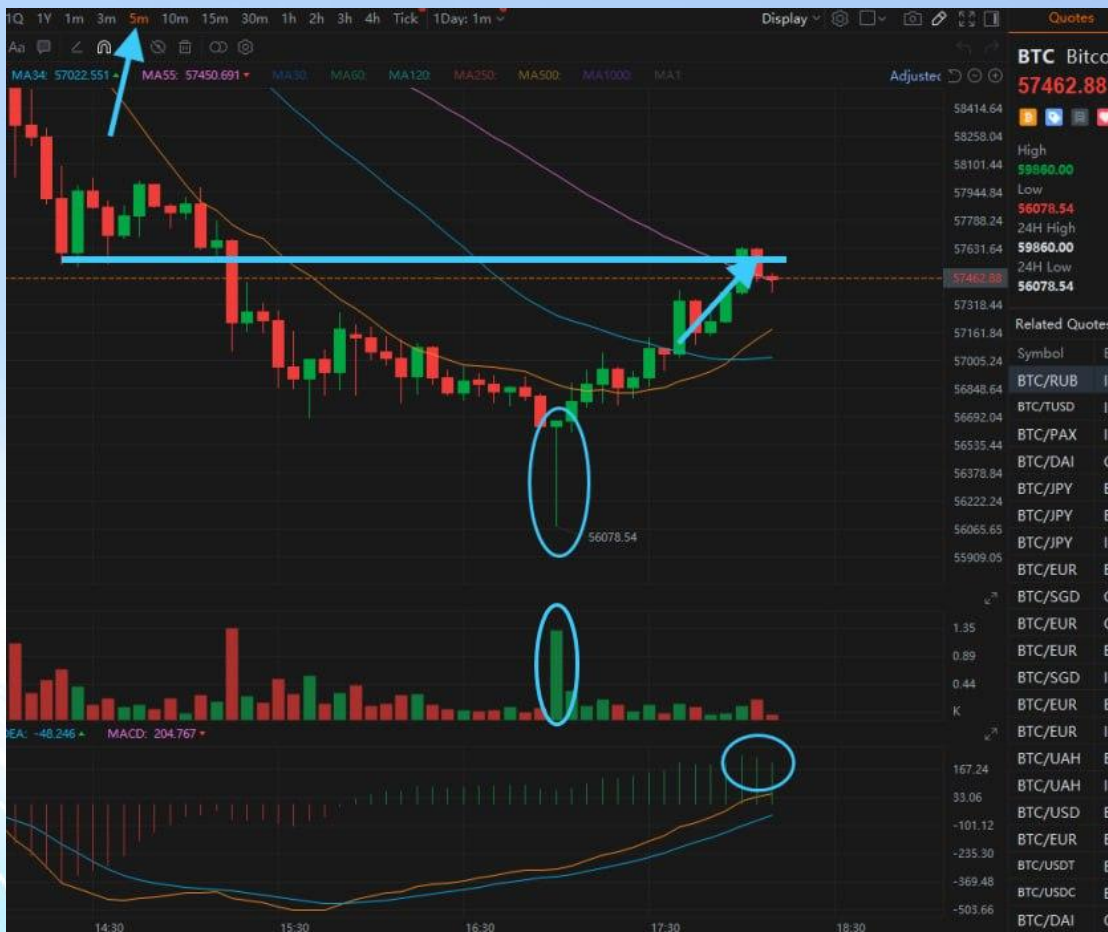 1Q 1Y 1m 3m 5m 10m 15m 30m 1h 2h 3h 4h Tick 1Day: 1m Display Quotes
Aa
MA34: 57022.551 MA55: 57450.691 MA30: MA60: MA120: MA250: MA500: MA1000: MA1: Adjusted
BTC Bitco
57462.88
58414.64
58258.04
58101.44
57944.84
57788.24
57631.64
57462.88
57318.44
57161.84
57005.24
56848.64
56692.04
56535.44
56378.84
56222.24
56065.65
55909.05
56078.54
High
59860.00
Low
56078.54
24H High
59860.00
24H Low
56078.54
Related Quotes
Symbol E
BTC/RUB
BTC/TUSD
BTC/PAX
BTC/DAI
BTC/JPY
BTC/JPY
BTC/JPY
BTC/EUR
BTC/SGD
BTC/EUR
BTC/EUR
BTC/SGD
BTC/EUR
BTC/EUR
BTC/UAH
BTC/UAH
BTC/USD
BTC/EUR
BTC/USDT
BTC/USDC
BTC/DAI
1.35
0.89
0.44
K
DEA: -48.246 MACD: 204.767
167.24
33.06
-101.12
-235.30
-369.48
-503.66
14:30 15:30 16:30 17:30 18:30